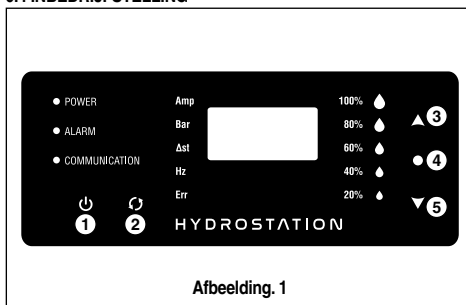 POWER Amp 100%
③
ALARM Bar 80%
Δst 60%
④
COMMUNICATION
Hz 40%
Err 20%
⑤
① ②
HYDROSTATION
Afbeelding. 1